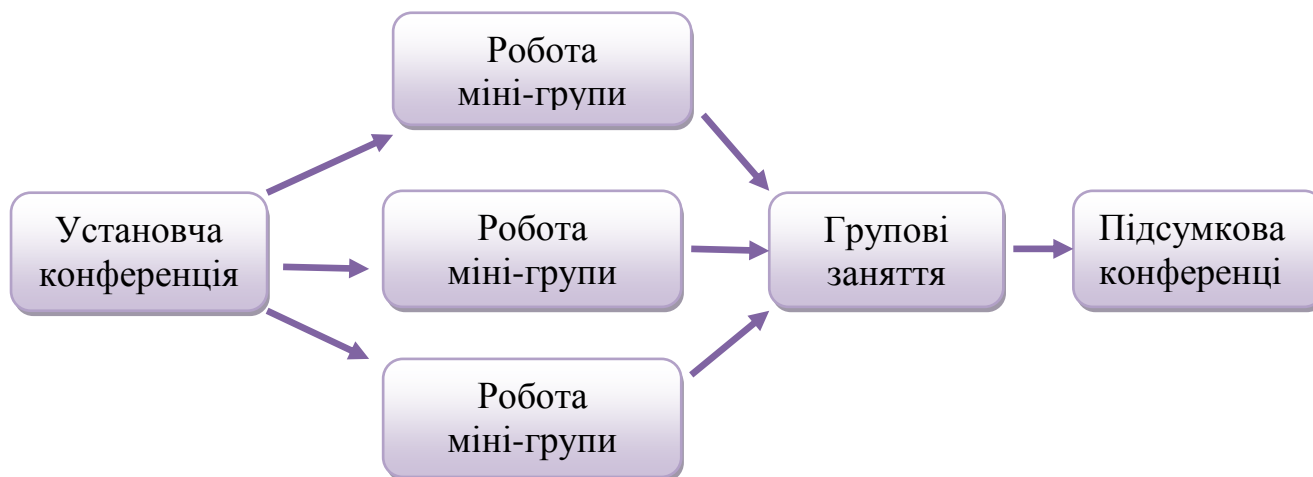 Робота
міні-групи
Установча
конференція
Робота
міні-групи
Групові
заняття
Підсумкова
конференці
Робота
міні-групи